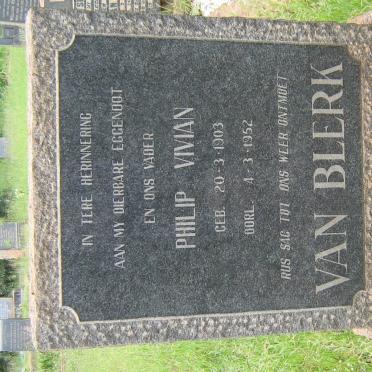 IN TERE HERINNERING
AAN MY DIERBARE EGGENOOT
EN ONS VADER
PHILIP VIVIAN
GEB. 20-3-1903
OORL. 4-3-1952
RUS SAG TOT ONS WEER ONTMOET
VAN BLERK